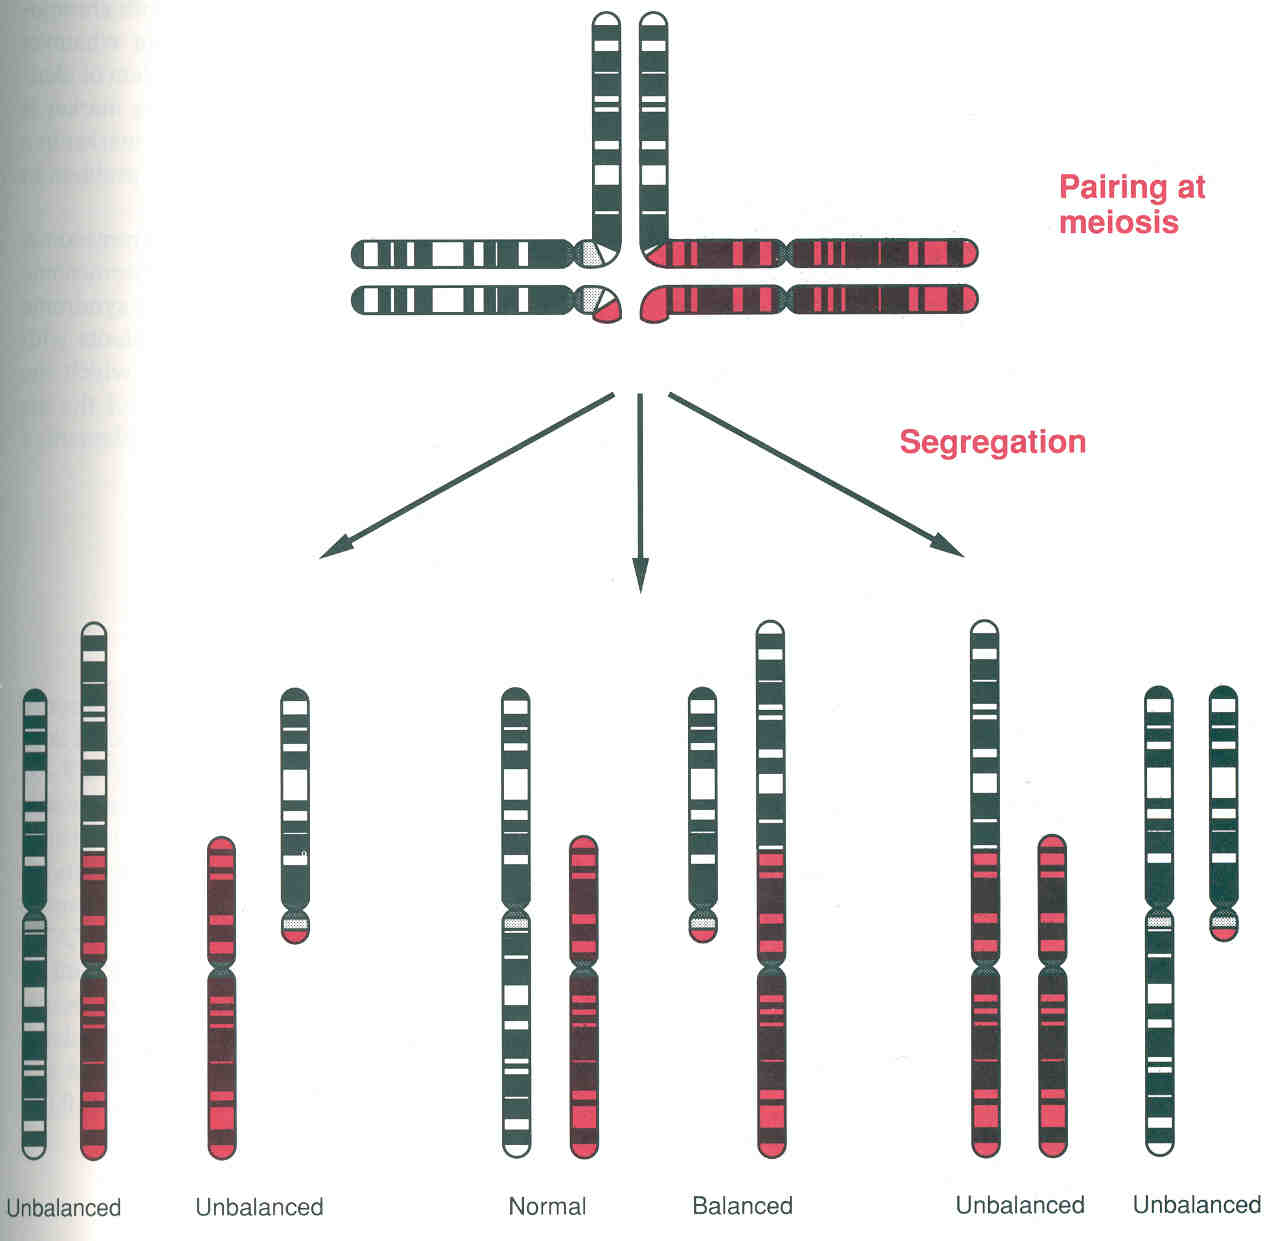 Pairing at
meiosis
Segregation
Unbalanced
Unbalanced
Normal
Balanced
Unbalanced
Unbalanced